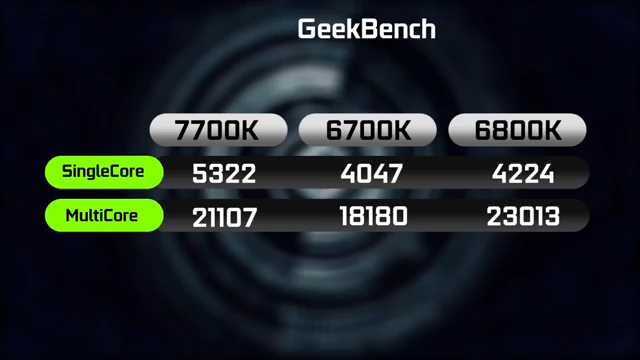 GeekBench
7700K 6700K 6800K
SingleCore 5322 4047 4224
MultiCore 21107 18180 23013